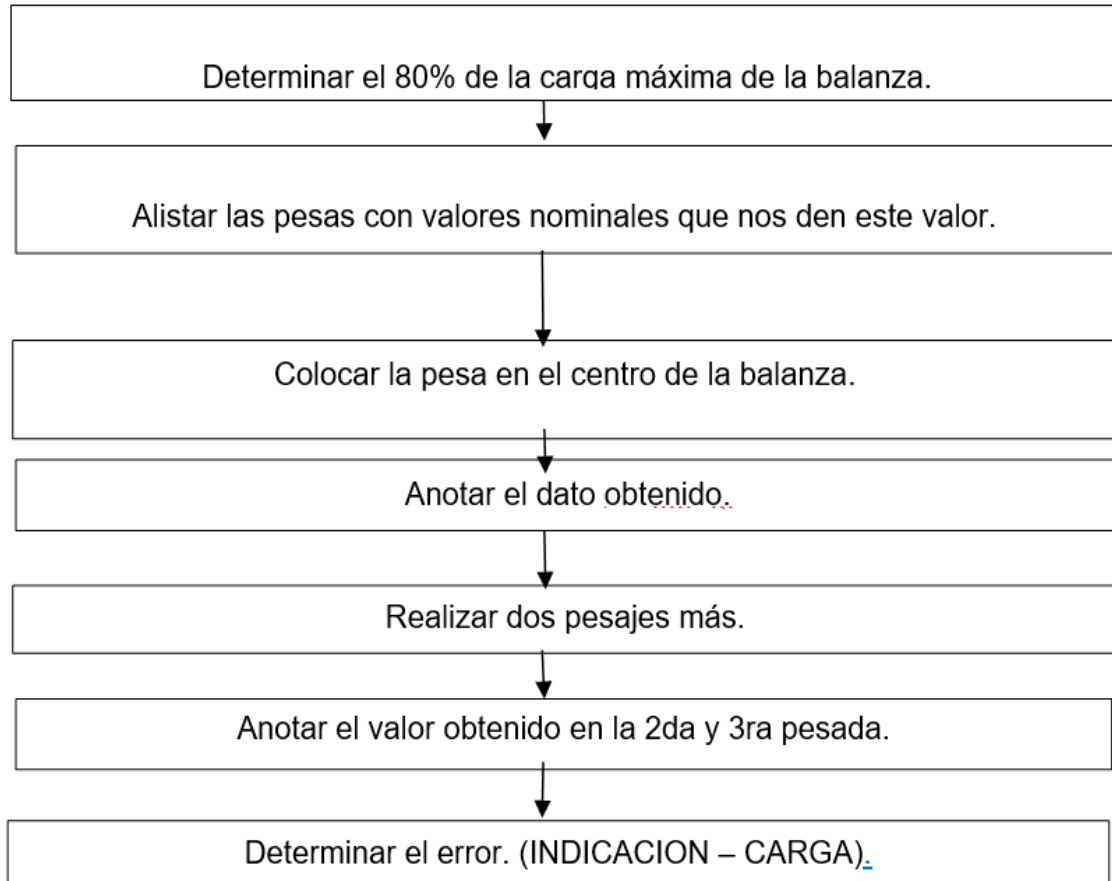 Determinar el 80% de la carga máxima de la balanza.
Alistar las pesas con valores nominales que nos den este valor.
Colocar la pesa en el centro de la balanza.
Anotar el dato obtenido.
Realizar dos pesajes más.
Anotar el valor obtenido en la 2da y 3ra pesada.
Determinar el error. (INDICACION – CARGA).